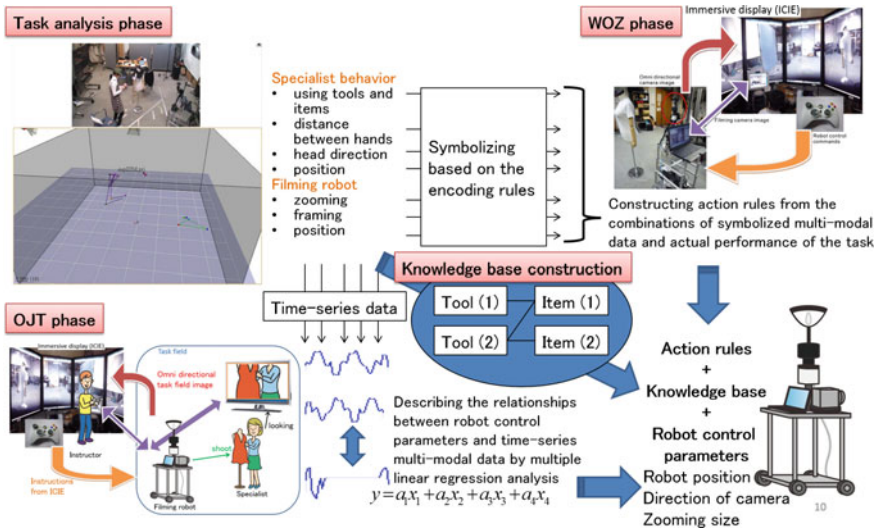 Task analysis phase
WOZ phase
Immersive display (ICIE)
Omni directional
camera image
Filming camera image
Robot control
commands
Specialist behavior
• using tools and
items
• distance
between hands
• head direction
• position
Filming robot
• zooming
• framing
• position
Symbolizing
based on the
encoding rules
Constructing action rules from the
combinations of symbolized multi-modal
data and actual performance of the task
Knowledge base construction
Tool (1)
Item (1)
Tool (2)
Item (2)
Time-series data
OJT phase
Immersive display (ICIE)
Task field
Omni directional
task field image
looking
shoot
Instructor
Instructions
from ICIE
Filming robot
Specialist
Describing the relationships
between robot control
parameters and time-series
multi-modal data by multiple
linear regression analysis
y=a₁x₁+a₂x₂+a₃x₃+a₄x₄
Action rules
+
Knowledge base
+
Robot control
parameters
Robot position
Direction of camera
Zooming size
10